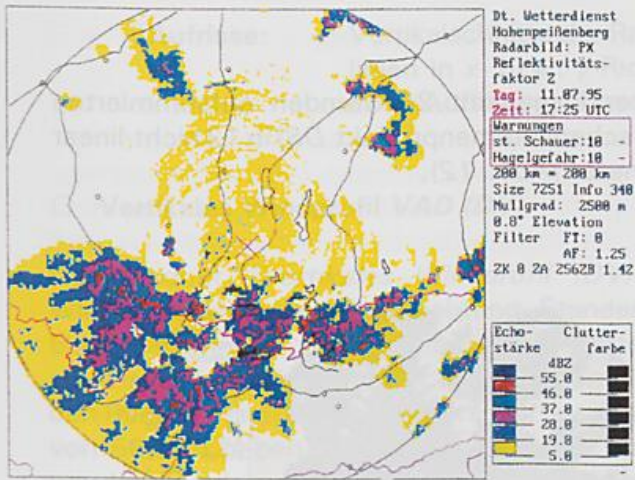 Dt. Wetterdienst
Hohenpeißenberg
Radarbild: PX
Reflektivitäts-
faktor Z
Tag: 11.07.95
Zeit: 17:25 UTC
Warnungen
st. Schauer:10
Hagelgefahr:10 -
200 km = 200 km
Size 7251 Info 340
Nullgrad: 2500 m
0.8° Elevation
Filter FT: 0
AF: 1.25
ZK 0 ZA 256ZB 1.42
Echo- Clutter-
stärke farbe
dBZ
55.0
46.0
37.0
28.0
19.0
5.0